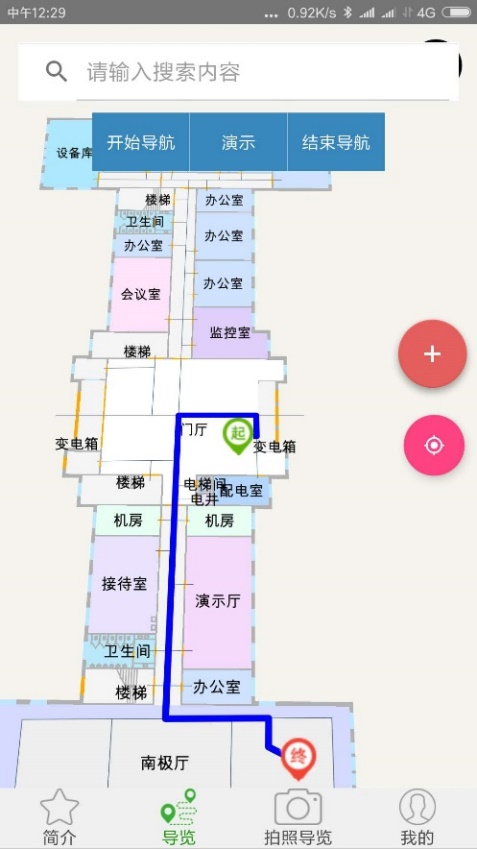 中午12:29
... 0.92K/s 4G
请输入搜索内容
开始导航 演示 结束导航
设备库
楼梯 办公室
卫生间
办公室 办公室
会议室 办公室
监控室
楼梯
门厅 起
变电箱 变电箱
楼梯 电梯间 配电室
电井
机房 机房
接待室 演示厅
卫生间
楼梯 办公室
南极厅 终
简介 导览 拍照导览 我的